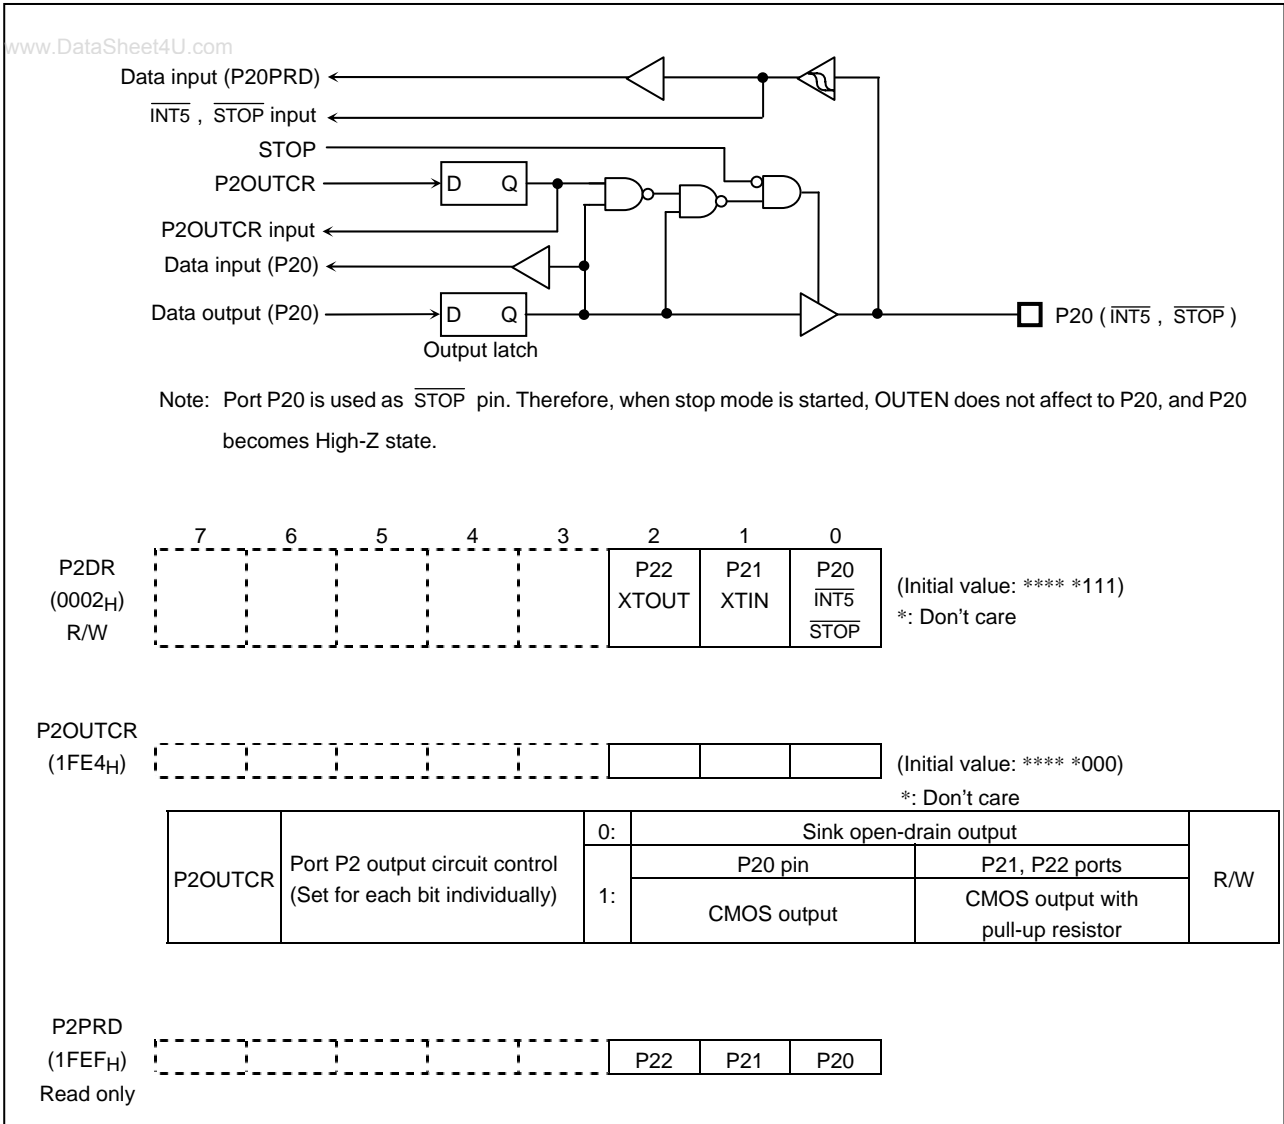 www.DataSheet4U.com
Data input (P20PRD)
INT5 , STOP input
STOP
P2OUTCR
D Q
P2OUTCR input
Data input (P20)
Data output (P20)
D Q
Output latch
P20 ( INT5 , STOP )
Note: Port P20 is used as STOP pin. Therefore, when stop mode is started, OUTEN does not affect to P20, and P20
becomes High-Z state.
7 6 5 4 3 2 1 0
P2DR
(0002H)
R/W
P22
XTOUT
P21
XTIN
P20
INT5
STOP
(Initial value: **** *111)
*: Don't care
P2OUTCR
(1FE4H)
(Initial value: **** *000)
*: Don't care
P2OUTCR
Port P2 output circuit control
(Set for each bit individually)
0: Sink open-drain output
1:
P20 pin P21, P22 ports
CMOS output
CMOS output with
pull-up resistor
R/W
P2PRD
(1FEFH)
Read only
P22 P21 P20